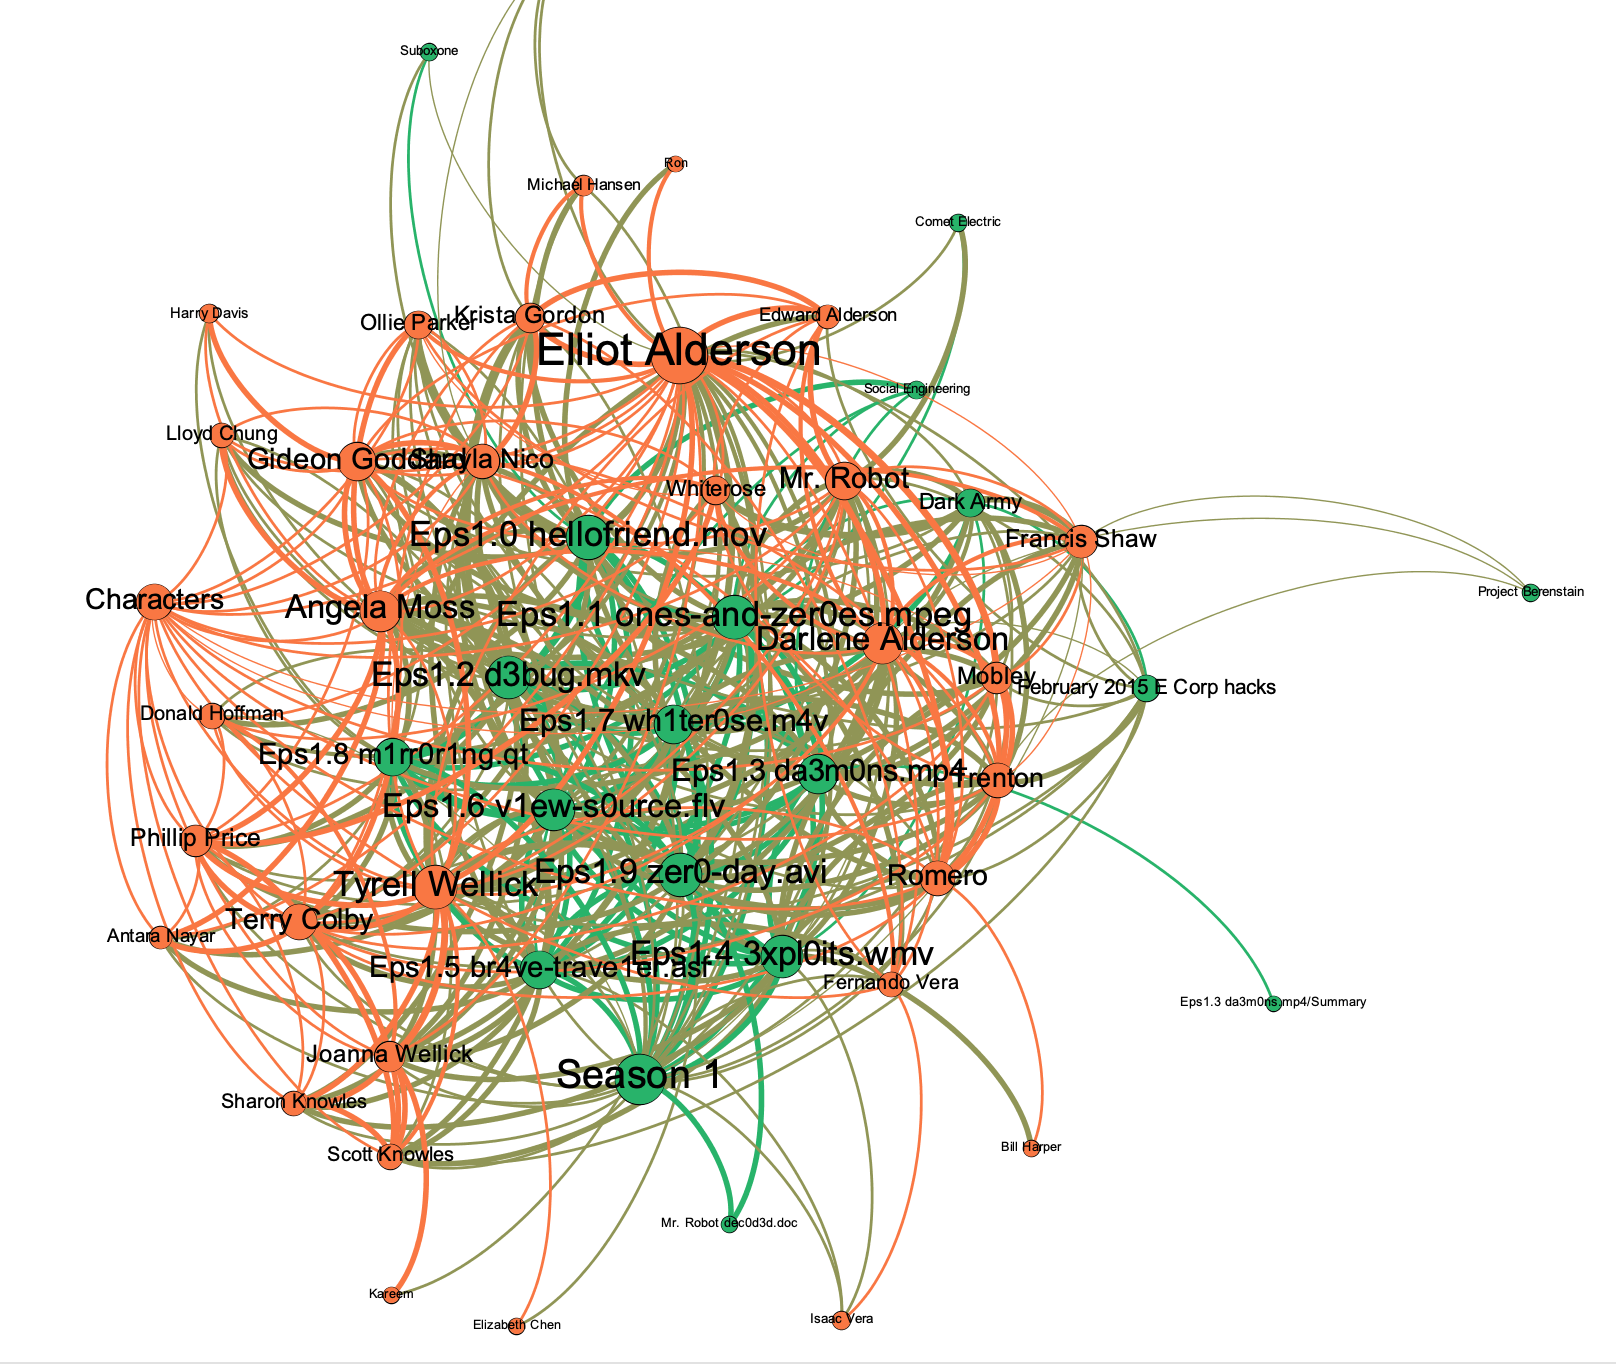 Suboxone
Ron
Michael Hansen
Comet Electric
Harry Davis
Ollie Parker
Krista Gordon
Edward Alderson
Elliot Alderson
Social Engineering
Lloyd Chung
Gideon Goddard
Shayla Nico
Whiterose
Mr. Robot
Dark Army
Eps1.0 hellofriend.mov
Francis Shaw
Project Berenstain
Characters
Angela Moss
Eps1.1 ones-and-zer0es.mpeg
Darlene Alderson
Eps1.2 d3bug.mkv
Mobley
February 2015 E Corp hacks
Donald Hoffman
Eps1.7 wh1ter0se.m4v
Eps1.8 m1rr0r1ng.qt
Eps1.3 da3m0ns.mp4
Trenton
Eps1.6 v1ew-s0urce.flv
Phillip Price
Tyrell Wellick
Eps1.9 zer0-day.avi
Romero
Terry Colby
Antara Nayar
Eps1.5 br4ve-trave1er.asf
Eps1.4 3xpl0its.wmv
Fernando Vera
Eps1.3 da3m0ns.mp4/Summary
Joanna Wellick
Season 1
Sharon Knowles
Scott Knowles
Bill Harper
Mr. Robot dec0d3d.doc
Kareem
Elizabeth Chen
Isaac Vera